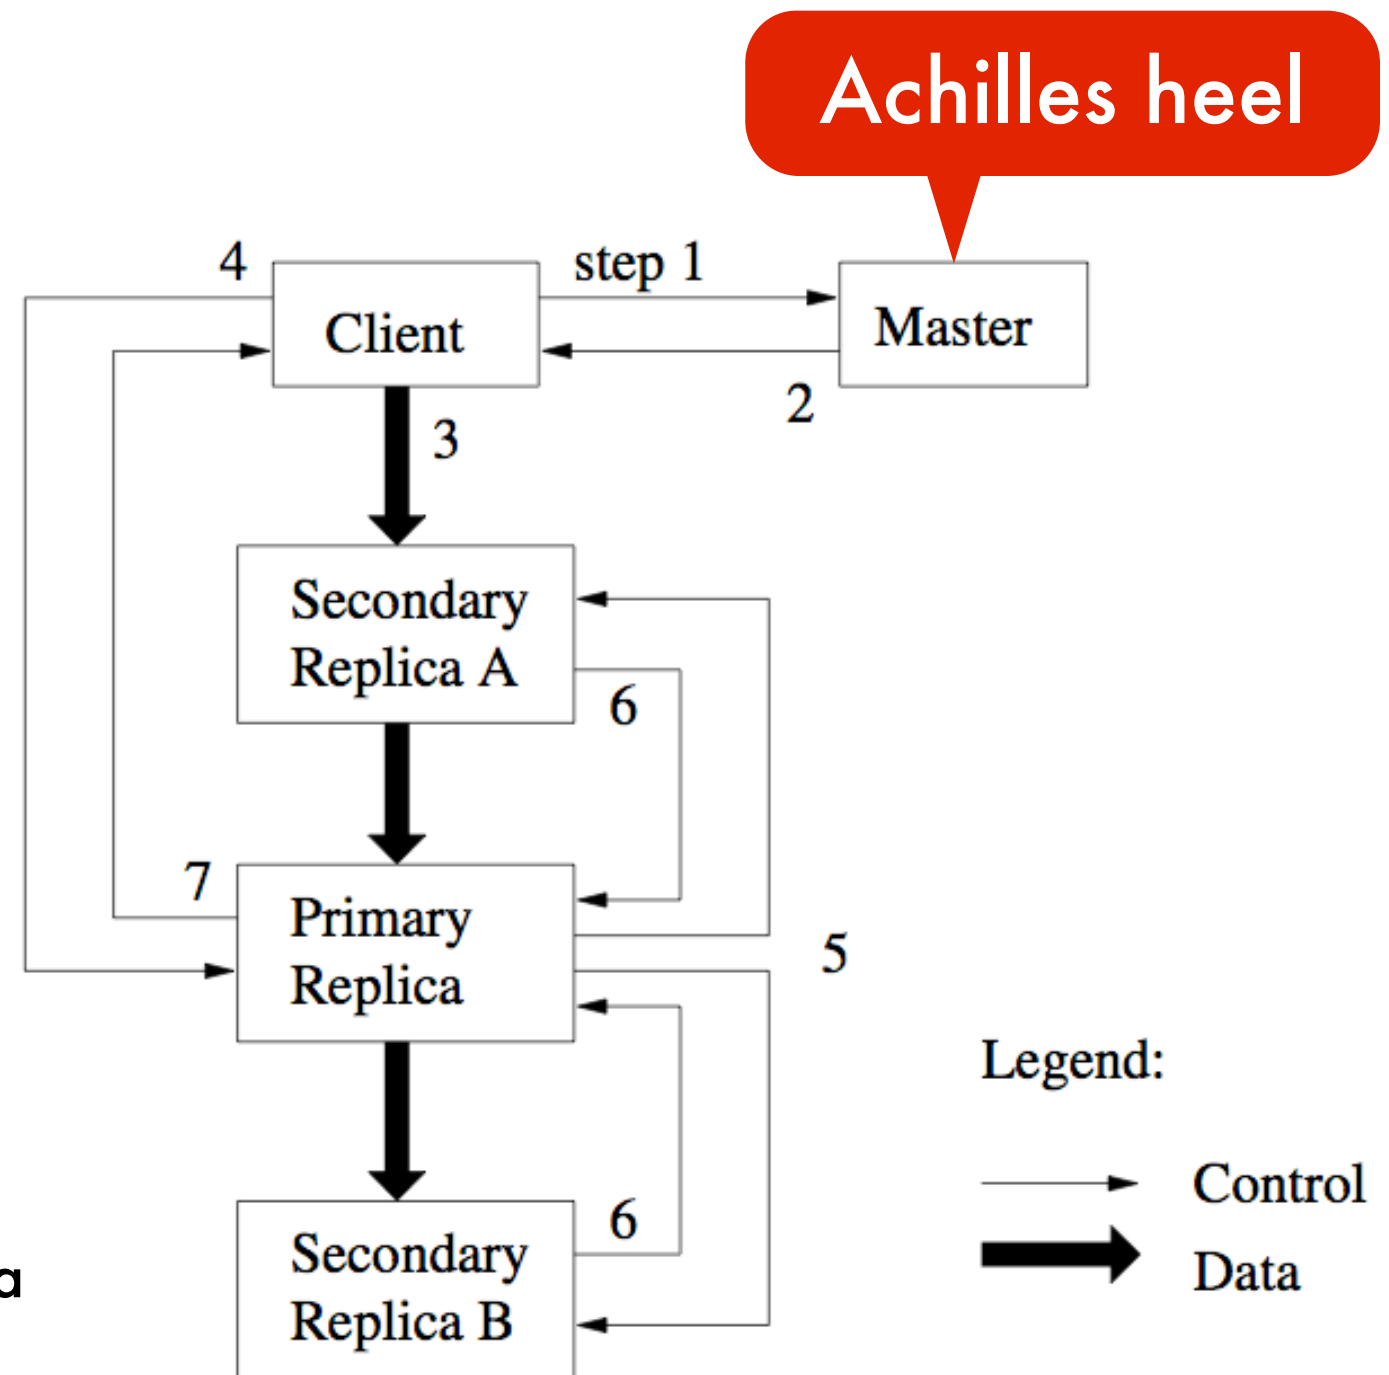 Achilles heel
4
step 1
Client
Master
2
3
Secondary
Replica A
6
7
Primary
Replica
5
Legend:
Control
6
Secondary
Replica B
Data
a